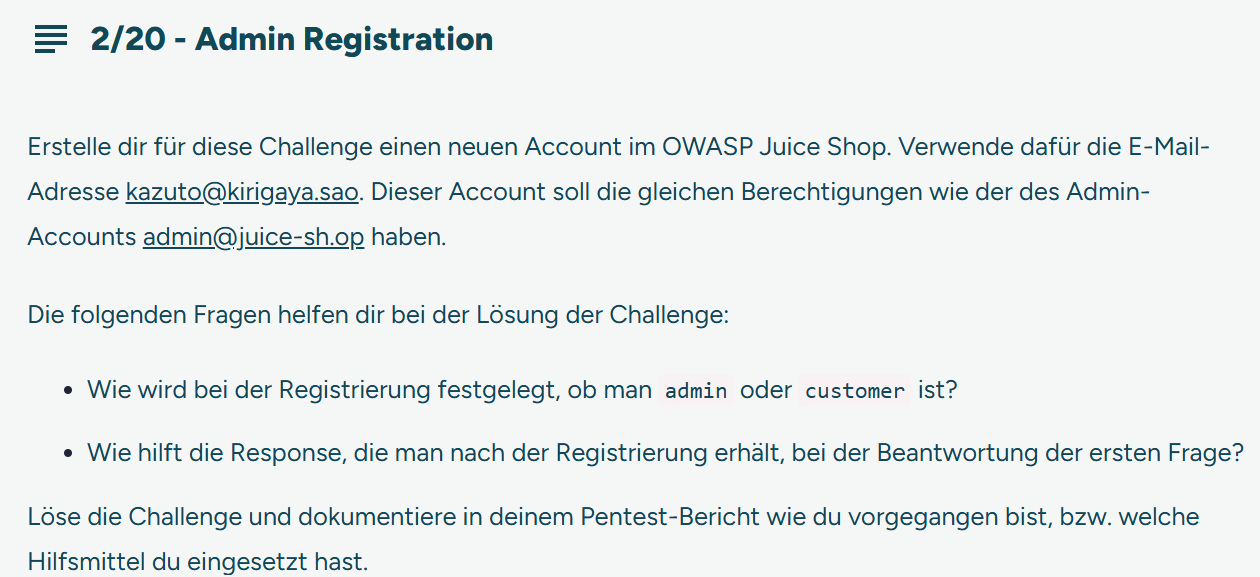 2/20 - Admin Registration
Erstelle dir für diese Challenge einen neuen Account im OWASP Juice Shop. Verwende dafür die E-Mail-
Adresse kazuto@kirigaya.sao. Dieser Account soll die gleichen Berechtigungen wie der des Admin-
Accounts admin@juice-sh.op haben.
Die folgenden Fragen helfen dir bei der Lösung der Challenge:
• Wie wird bei der Registrierung festgelegt, ob man admin oder customer ist?
• Wie hilft die Response, die man nach der Registrierung erhält, bei der Beantwortung der ersten Frage?
Löse die Challenge und dokumentiere in deinem Pentest-Bericht wie du vorgegangen bist, bzw. welche
Hilfsmittel du eingesetzt hast.